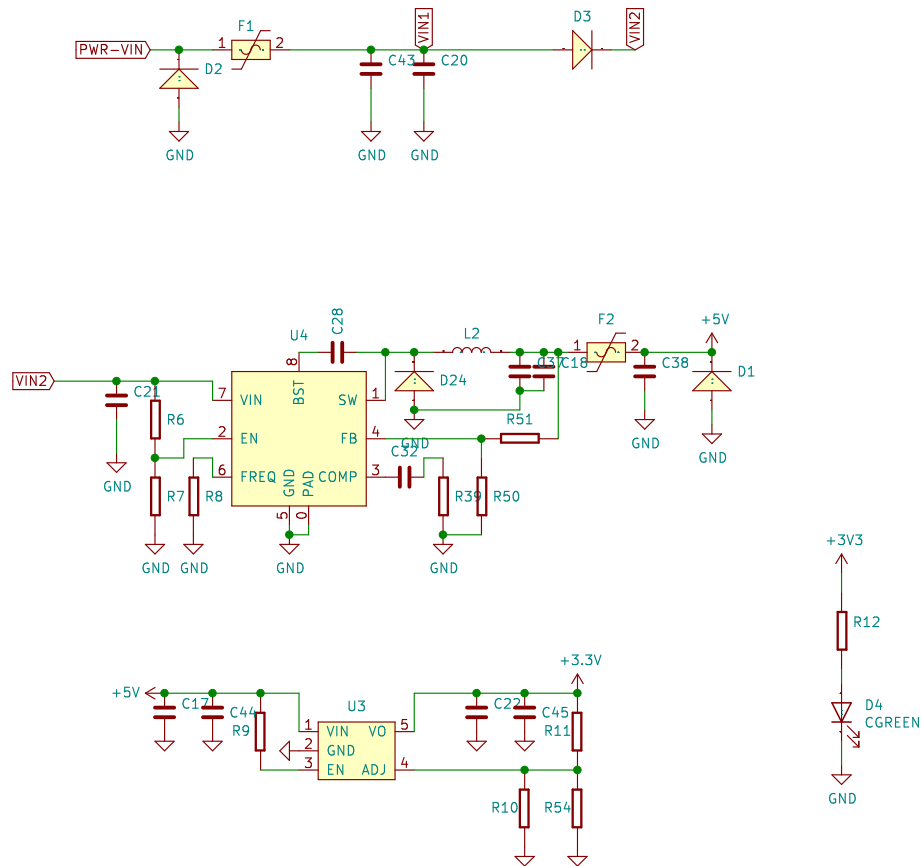 PWR-VIN
F1
1
2
D2
GND
VIN1
C43
C20
GND
GND
D3
VIN2
VIN2
C21
GND
R6
R7
GND
R8
GND
U4
C28
8
BST
7
VIN
SW
1
2
EN
FB
4
6
FREQ
COMP
3
GND
PAD
5
0
GND
L2
D24
GND
C37
C18
F2
1
2
C38
GND
+5V
D1
GND
R51
C32
R39
R50
GND
+3V3
R12
D4
CGREEN
GND
+5V
C17
C44
R9
U3
1
VIN
VO
5
2
GND
3
EN
ADJ
4
C22
C45
+3.3V
R11
R10
R54